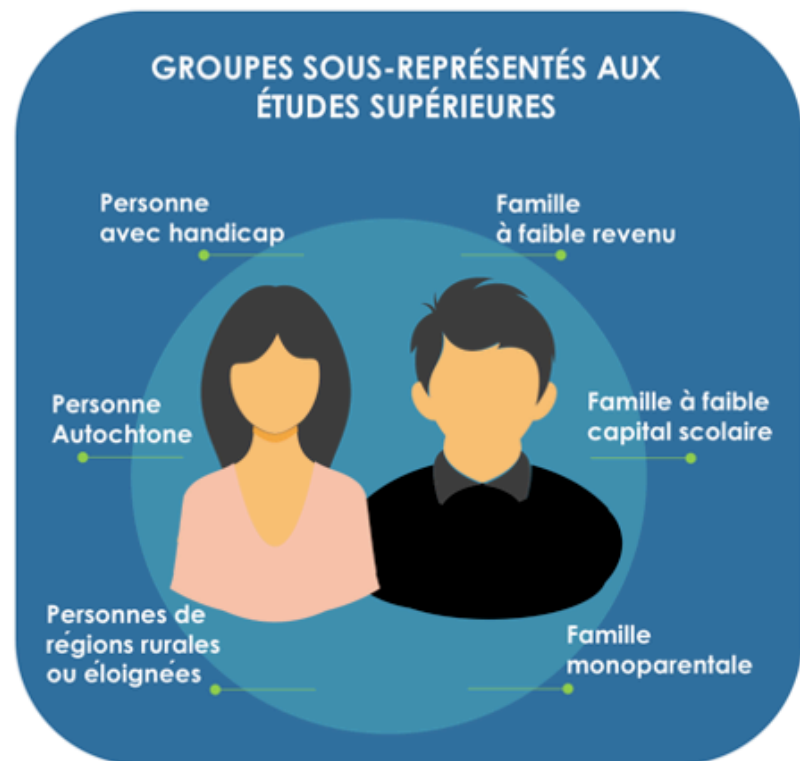 GROUPES SOUS-REPRÉSENTÉS AUX
ÉTUDES SUPÉRIEURES
Personne
avec handicap
Famille
à faible revenu
Personne
Autochtone
Famille à faible
capital scolaire
Personnes de
régions rurales
ou éloignées
Famille
monoparentale